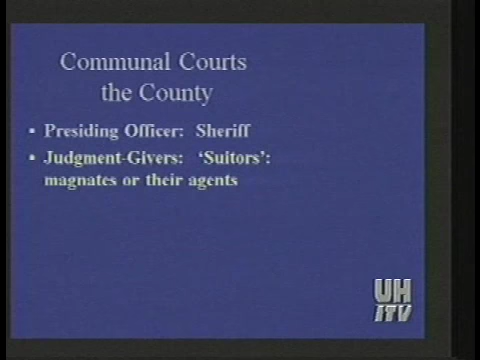 Communal Courts
the County
▪ Presiding Officer: Sheriff
▪ Judgment-Givers: ‘Suitors’:
magnates or their agents
UH
ITV